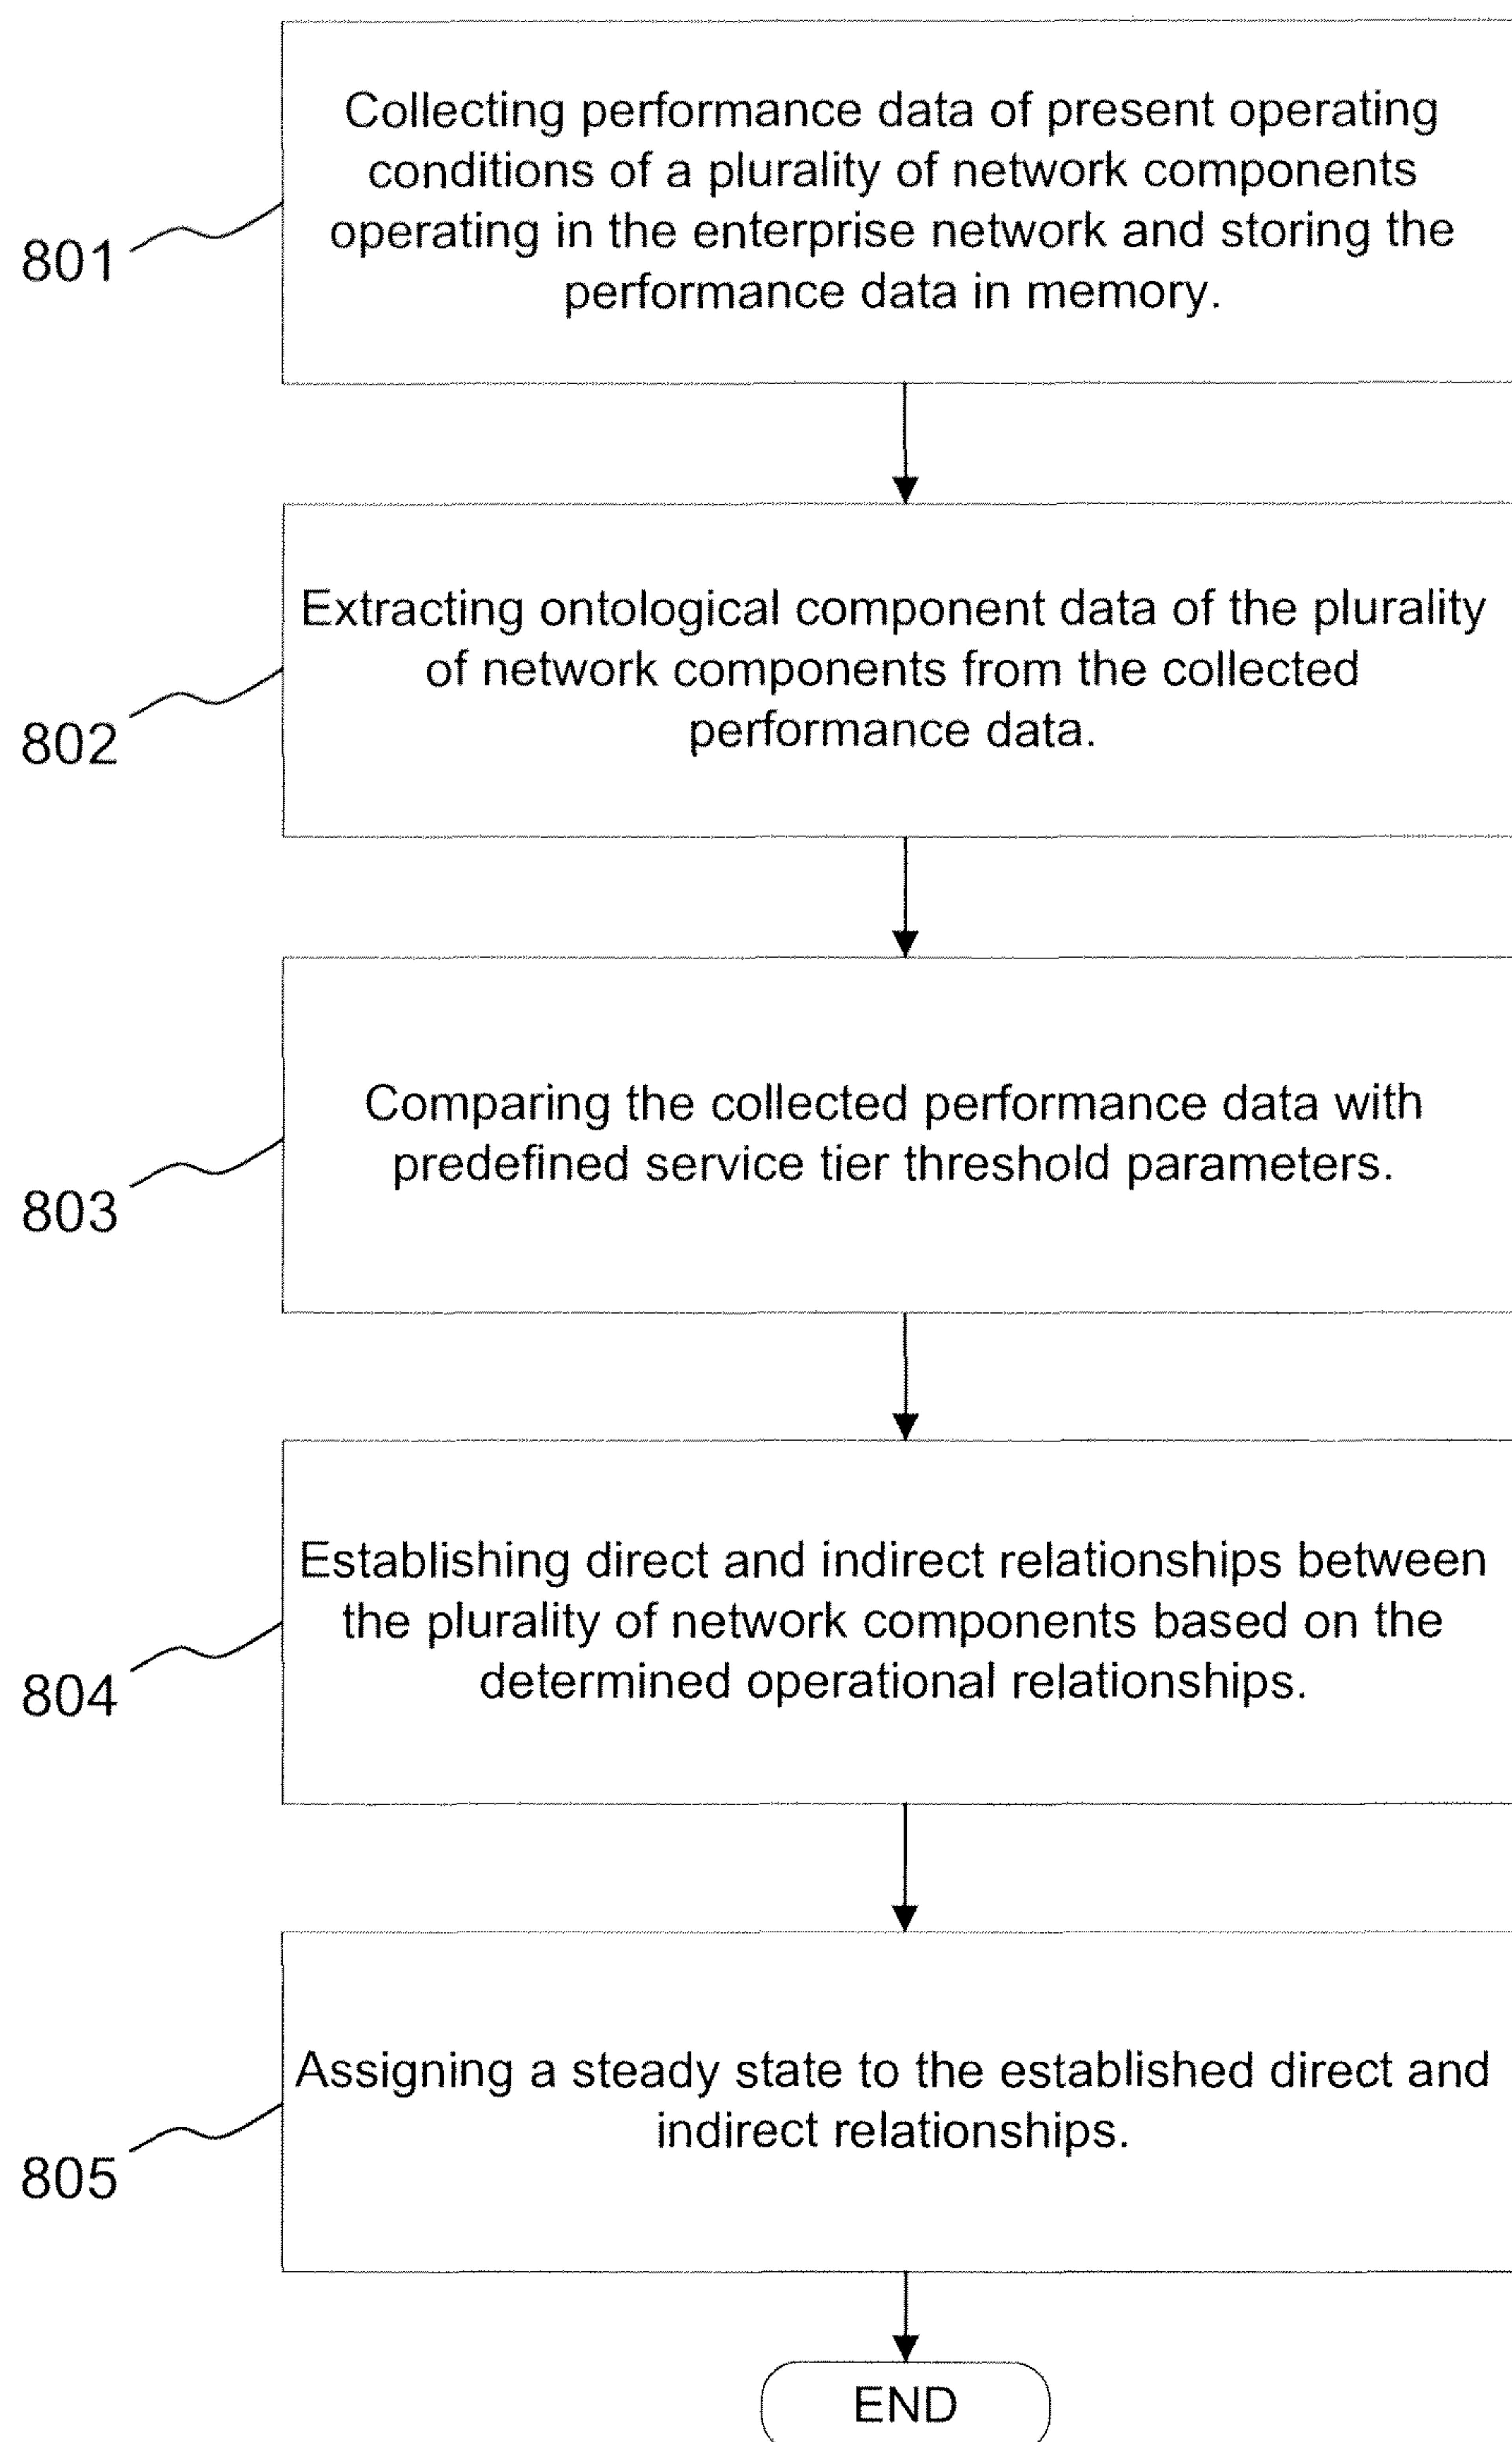 Collecting performance data of present operating
conditions of a plurality of network components
operating in the enterprise network and storing the
performance data in memory.
801
Extracting ontological component data of the plurality
of network components from the collected
performance data.
802
Comparing the collected performance data with
predefined service tier threshold parameters.
803
Establishing direct and indirect relationships between
the plurality of network components based on the
determined operational relationships.
804
Assigning a steady state to the established direct and
indirect relationships.
805
END